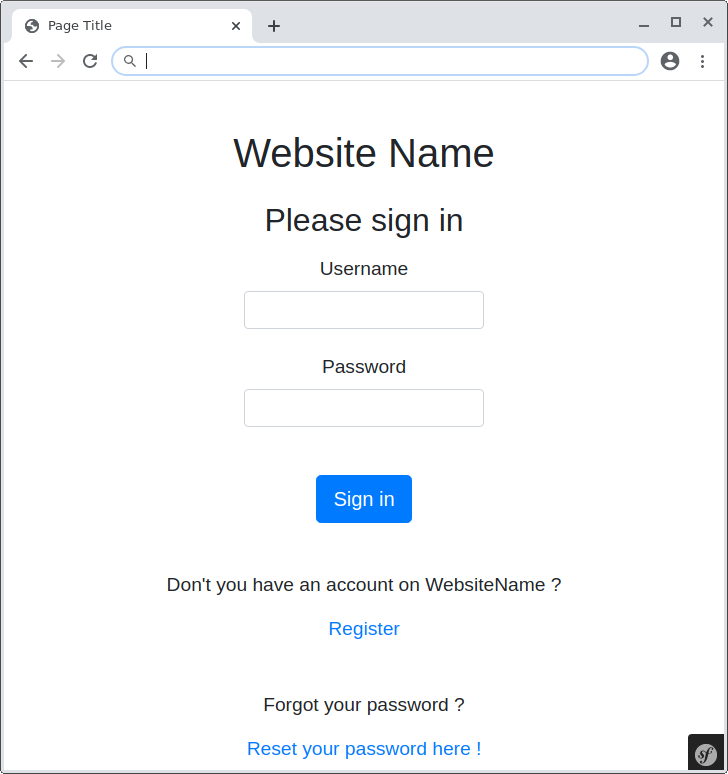 Page Title
Website Name
Please sign in
Username
Password
Sign in
Don't you have an account on WebsiteName ?
Register
Forgot your password ?
Reset your password here !
sf